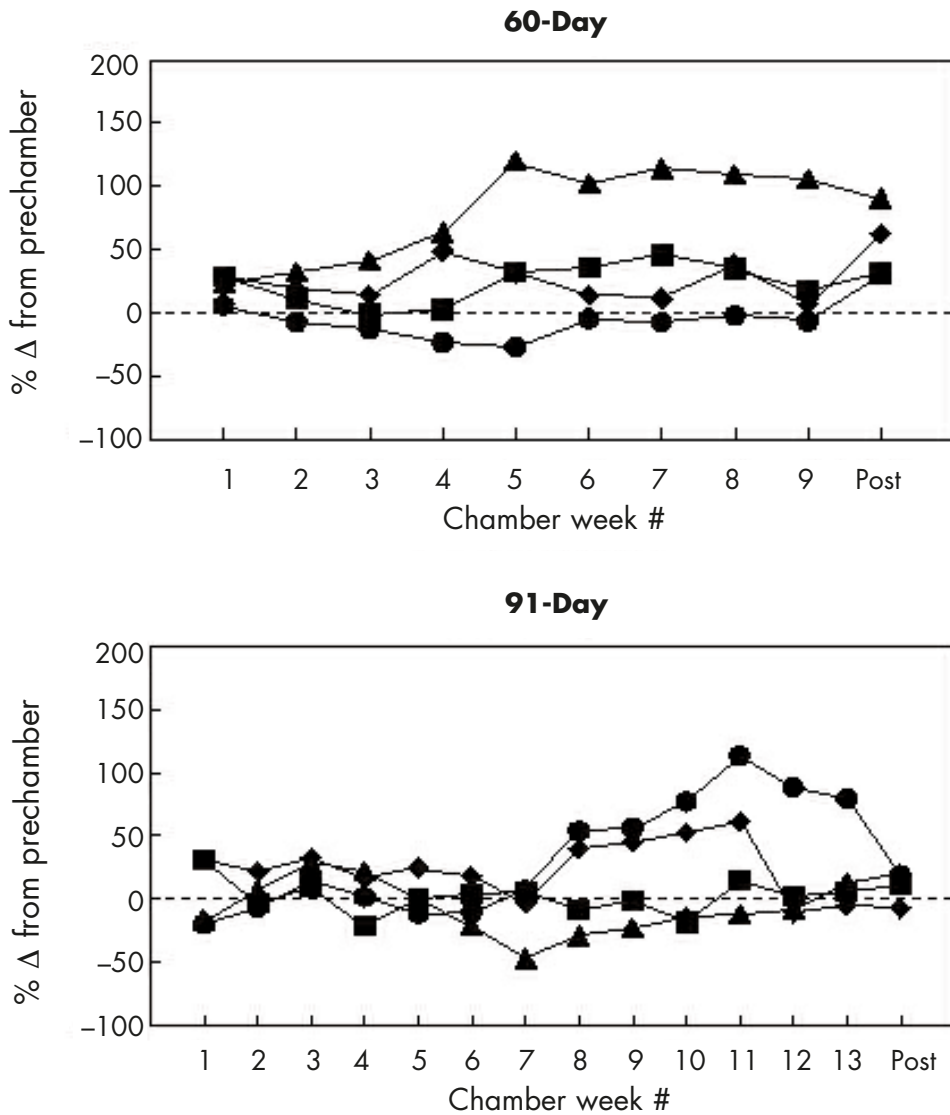 60-Day
200
150
100
50
0
–50
–100
% Δ from prechamber
1 2 3 4 5 6 7 8 9 Post
Chamber week #
91-Day
200
150
100
50
0
–50
–100
% Δ from prechamber
1 2 3 4 5 6 7 8 9 10 11 12 13 Post
Chamber week #